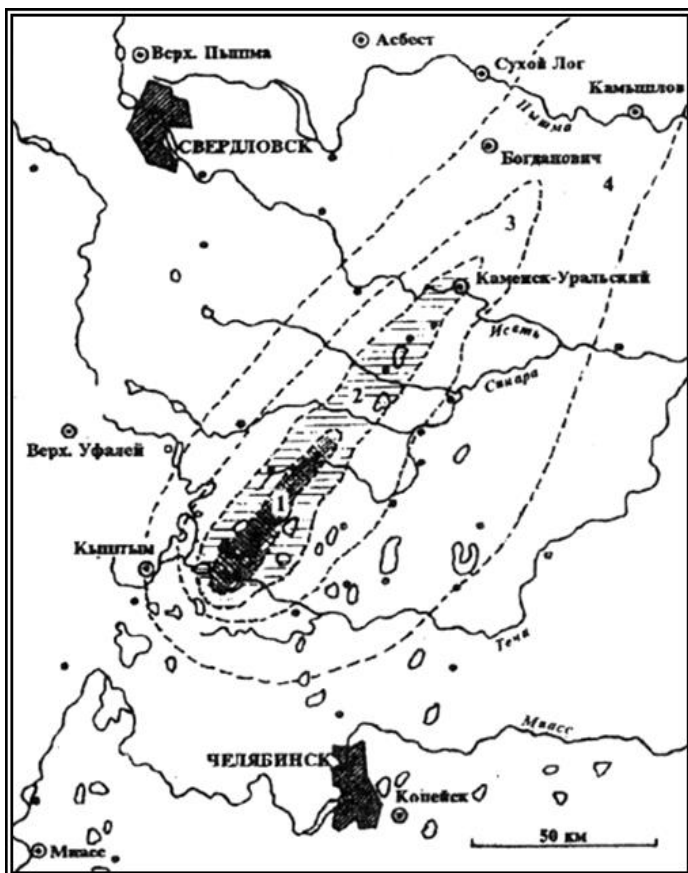 Асбест
Верх. Пышма
Сухой Лог
Камышлов
Пышма
СВЕРДЛОВСК
Богданович
4
3
Каменск-Уральский
Исеть
Синара
2
Верх. Уфалей
1
Кыштым
Теча
Миасс
ЧЕЛЯБИНСК
Копейск
50 км
Миасс